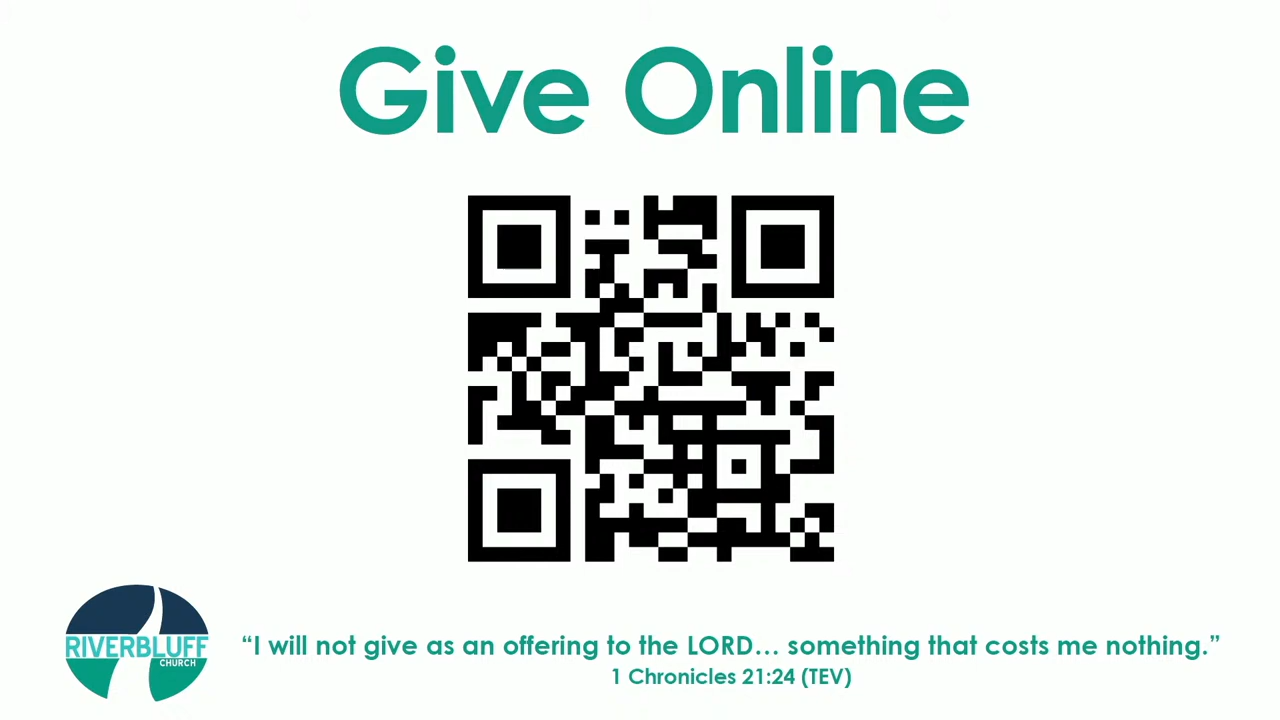 Give Online
RIVERBLUFF
CHURCH
“I will not give as an offering to the LORD... something that costs me nothing.”
1 Chronicles 21:24 (TEV)